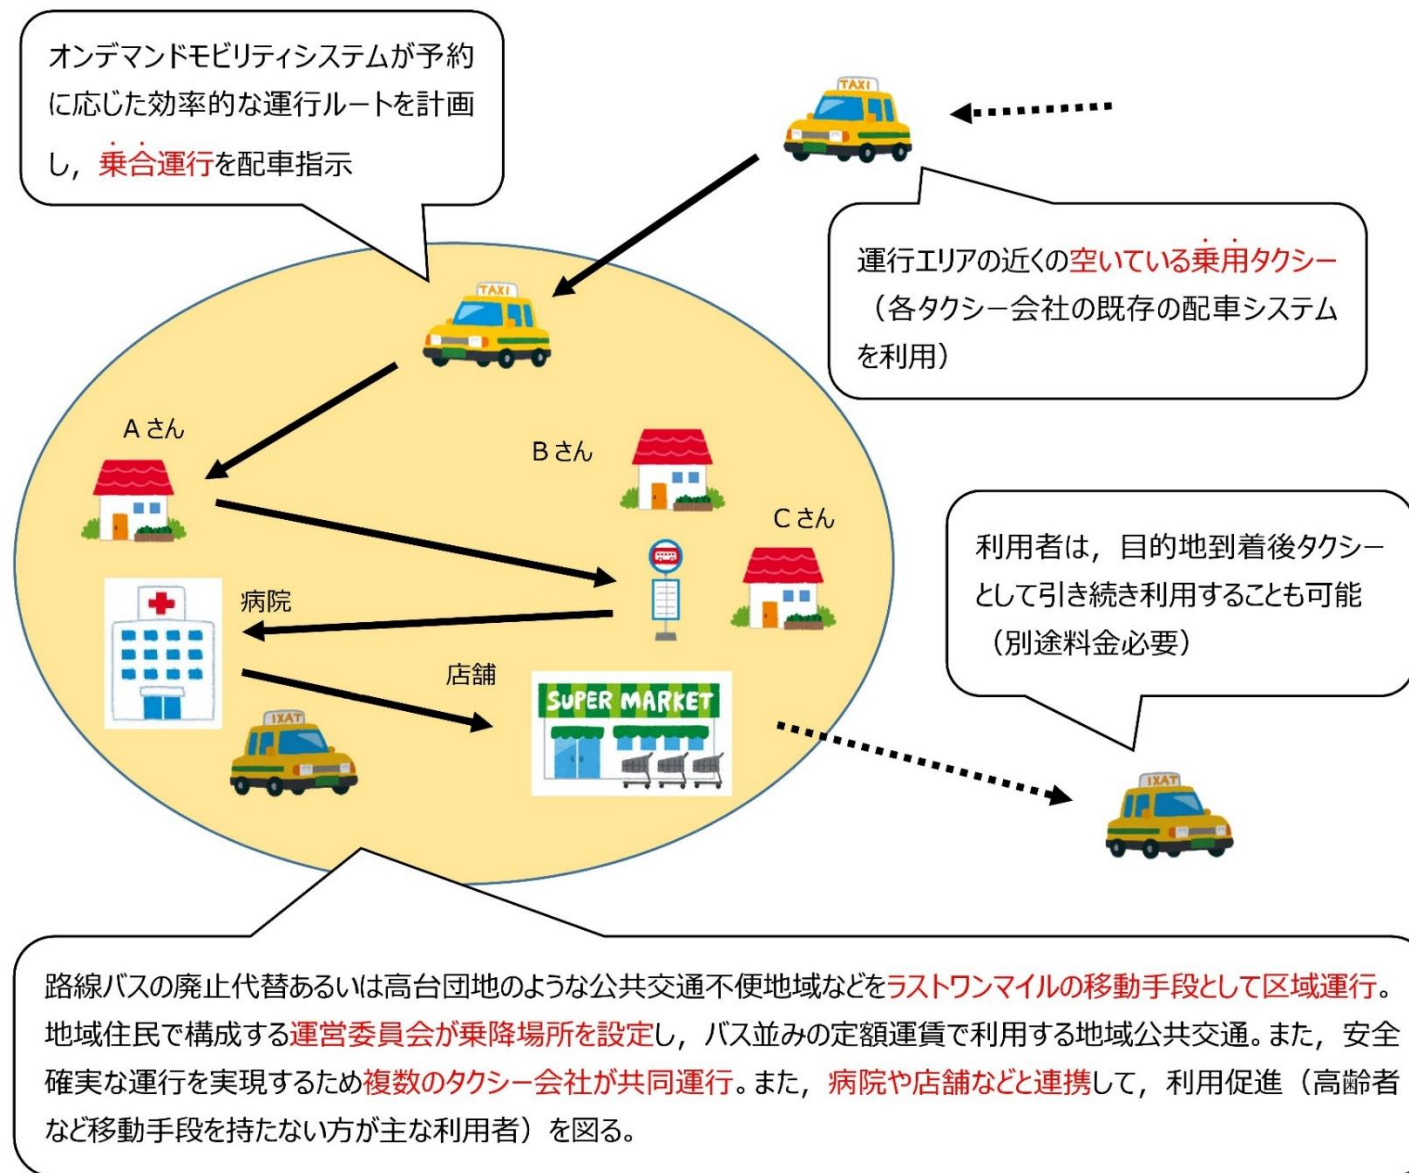 オンデマンドモビリティシステムが予約
に応じた効率的な運行ルートを計画
し，乗合運行を配車指示
TAXI
運行エリアの近くの空いている乗用タクシー
（各タクシー会社の既存の配車システム
を利用）
TAXI
Aさん
Bさん
Cさん
利用者は，目的地到着後タクシー
として引き続き利用することも可能
（別途料金必要）
病院
店舗
SUPER MARKET
TAXI
TAXI
路線バスの廃止代替あるいは高台団地のような公共交通不便地域などをラストワンマイルの移動手段として区域運行。
地域住民で構成する運営委員会が乗降場所を設定し，バス並みの定額運賃で利用する地域公共交通。また，安全
確実な運行を実現するため複数のタクシー会社が共同運行。また，病院や店舗などと連携して，利用促進（高齢者
など移動手段を持たない方が主な利用者）を図る。